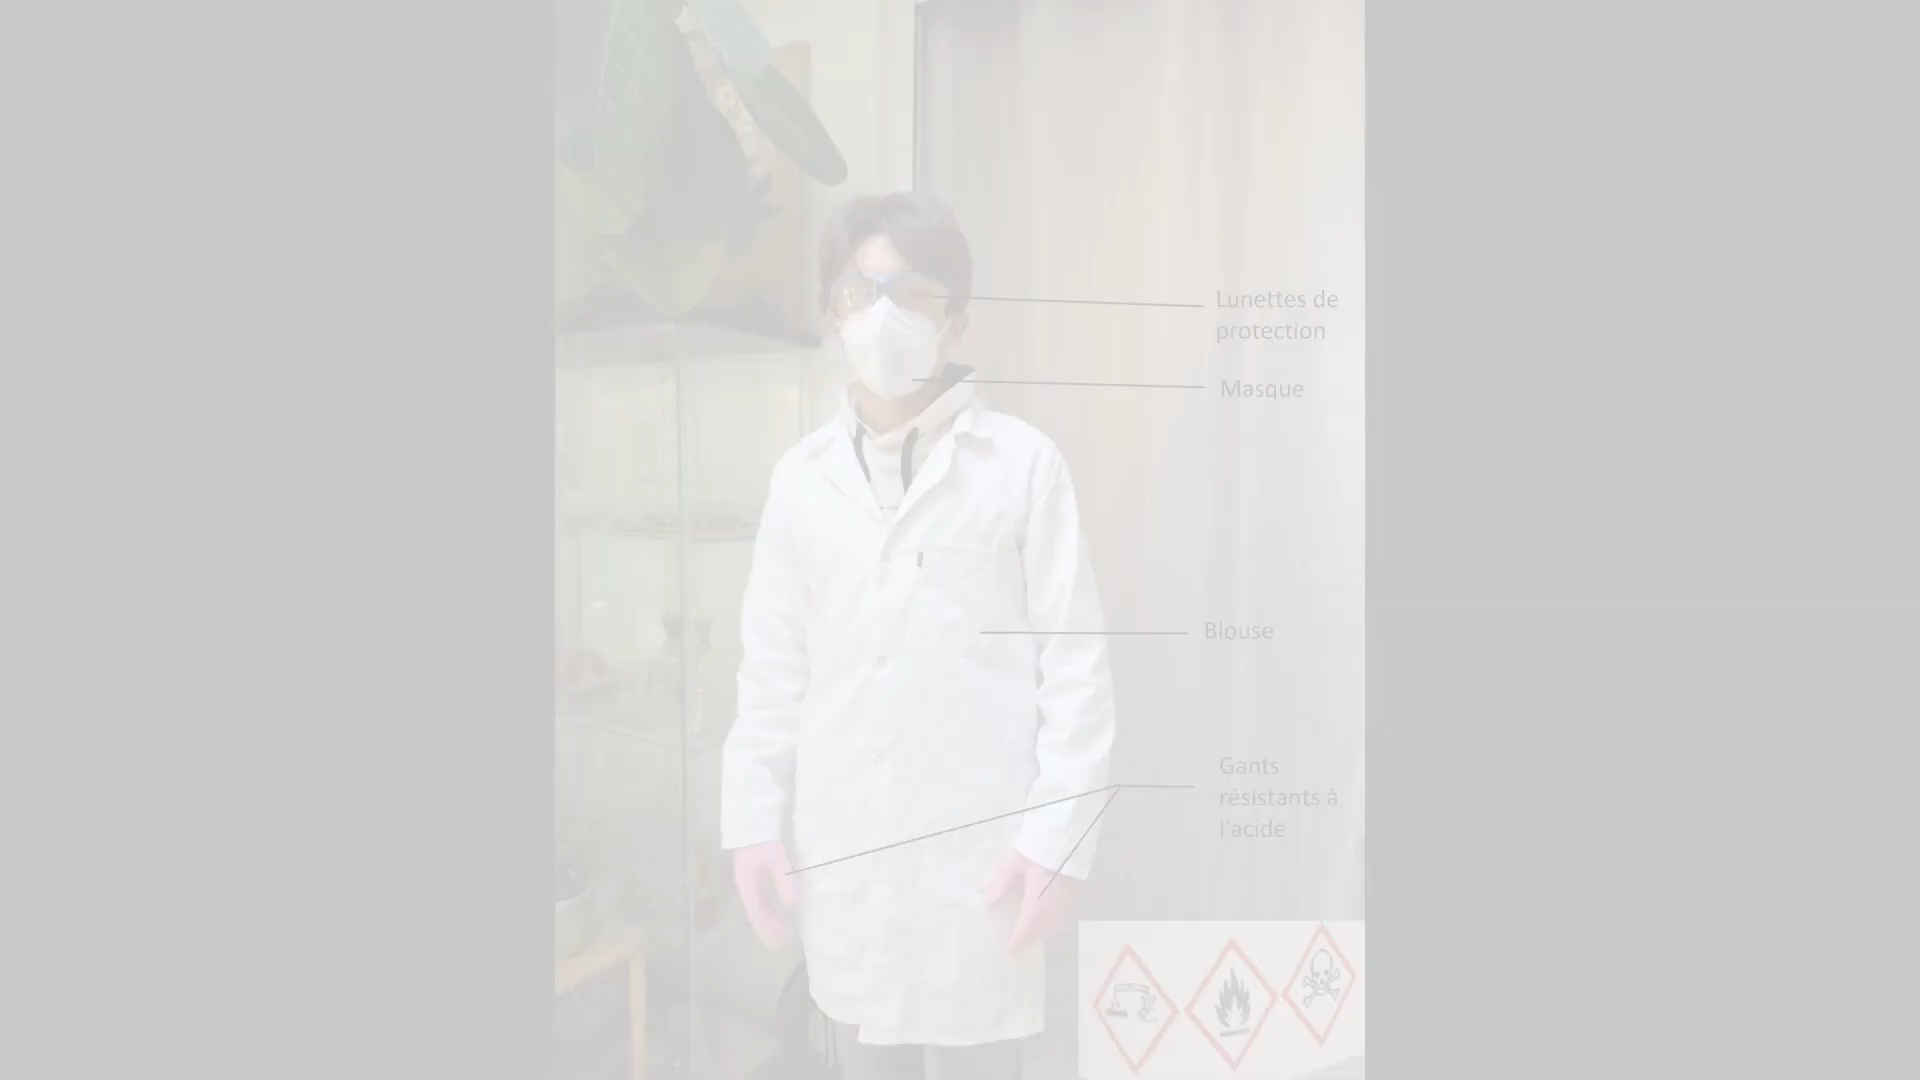 Lunettes de
protection
Masque
Blouse
Gants
résistants à
l'acide